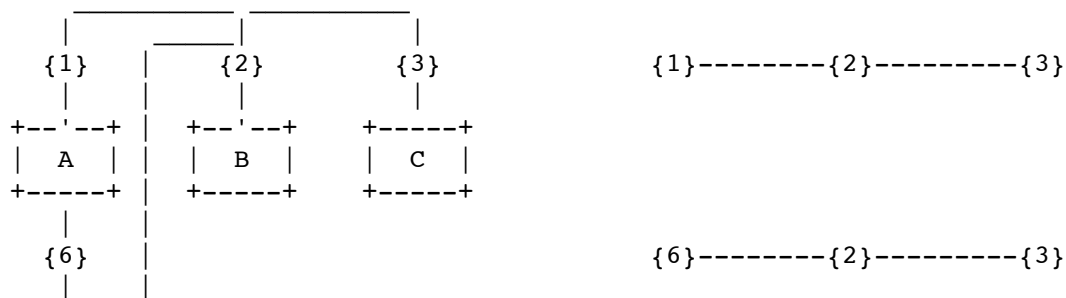 {1} {2} {3} {1}--------{2}---------{3}
+--'--+ +--'--+ +-----+
| A | | | B | | C |
+-----+ | +-----+ +-----+
{6} | {6}--------{2}---------{3}